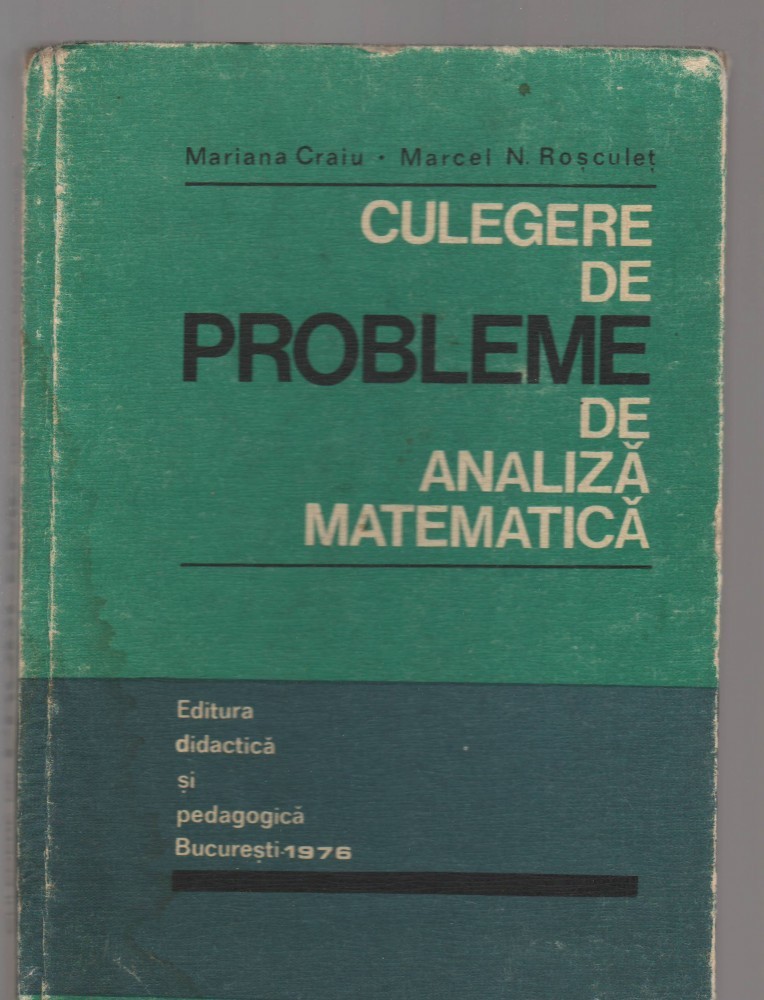 Mariana Craiu • Marcel N. Roșculeț
CULEGERE
DE
PROBLEME
DE
ANALIZĂ
MATEMATICĂ
Editura
didactică
și
pedagogică
București-1976